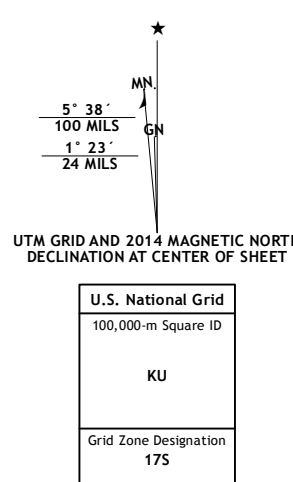 MN.
5° 38´
100 MILS
GN
1° 23´
24 MILS
UTM GRID AND 2014 MAGNETIC NORTH
DECLINATION AT CENTER OF SHEET
U.S. National Grid
100,000-m Square ID
KU
Grid Zone Designation
17S